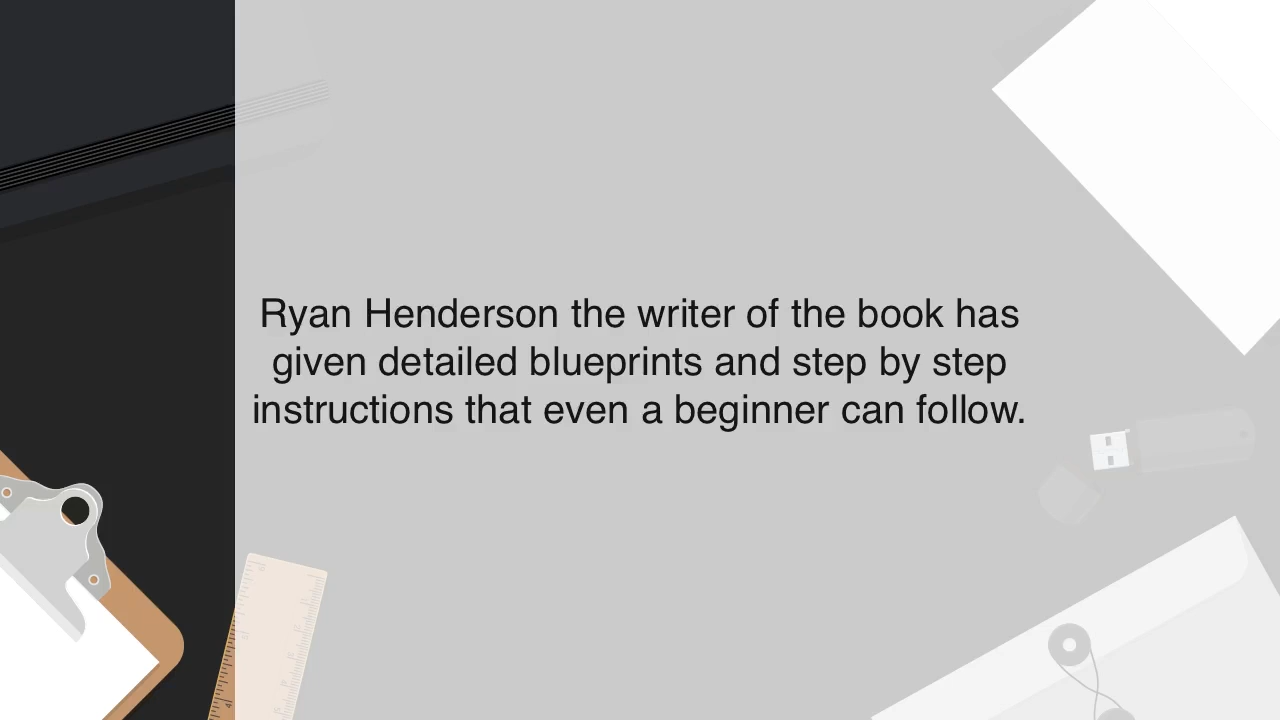 Ryan Henderson the writer of the book has
given detailed blueprints and step by step
instructions that even a beginner can follow.